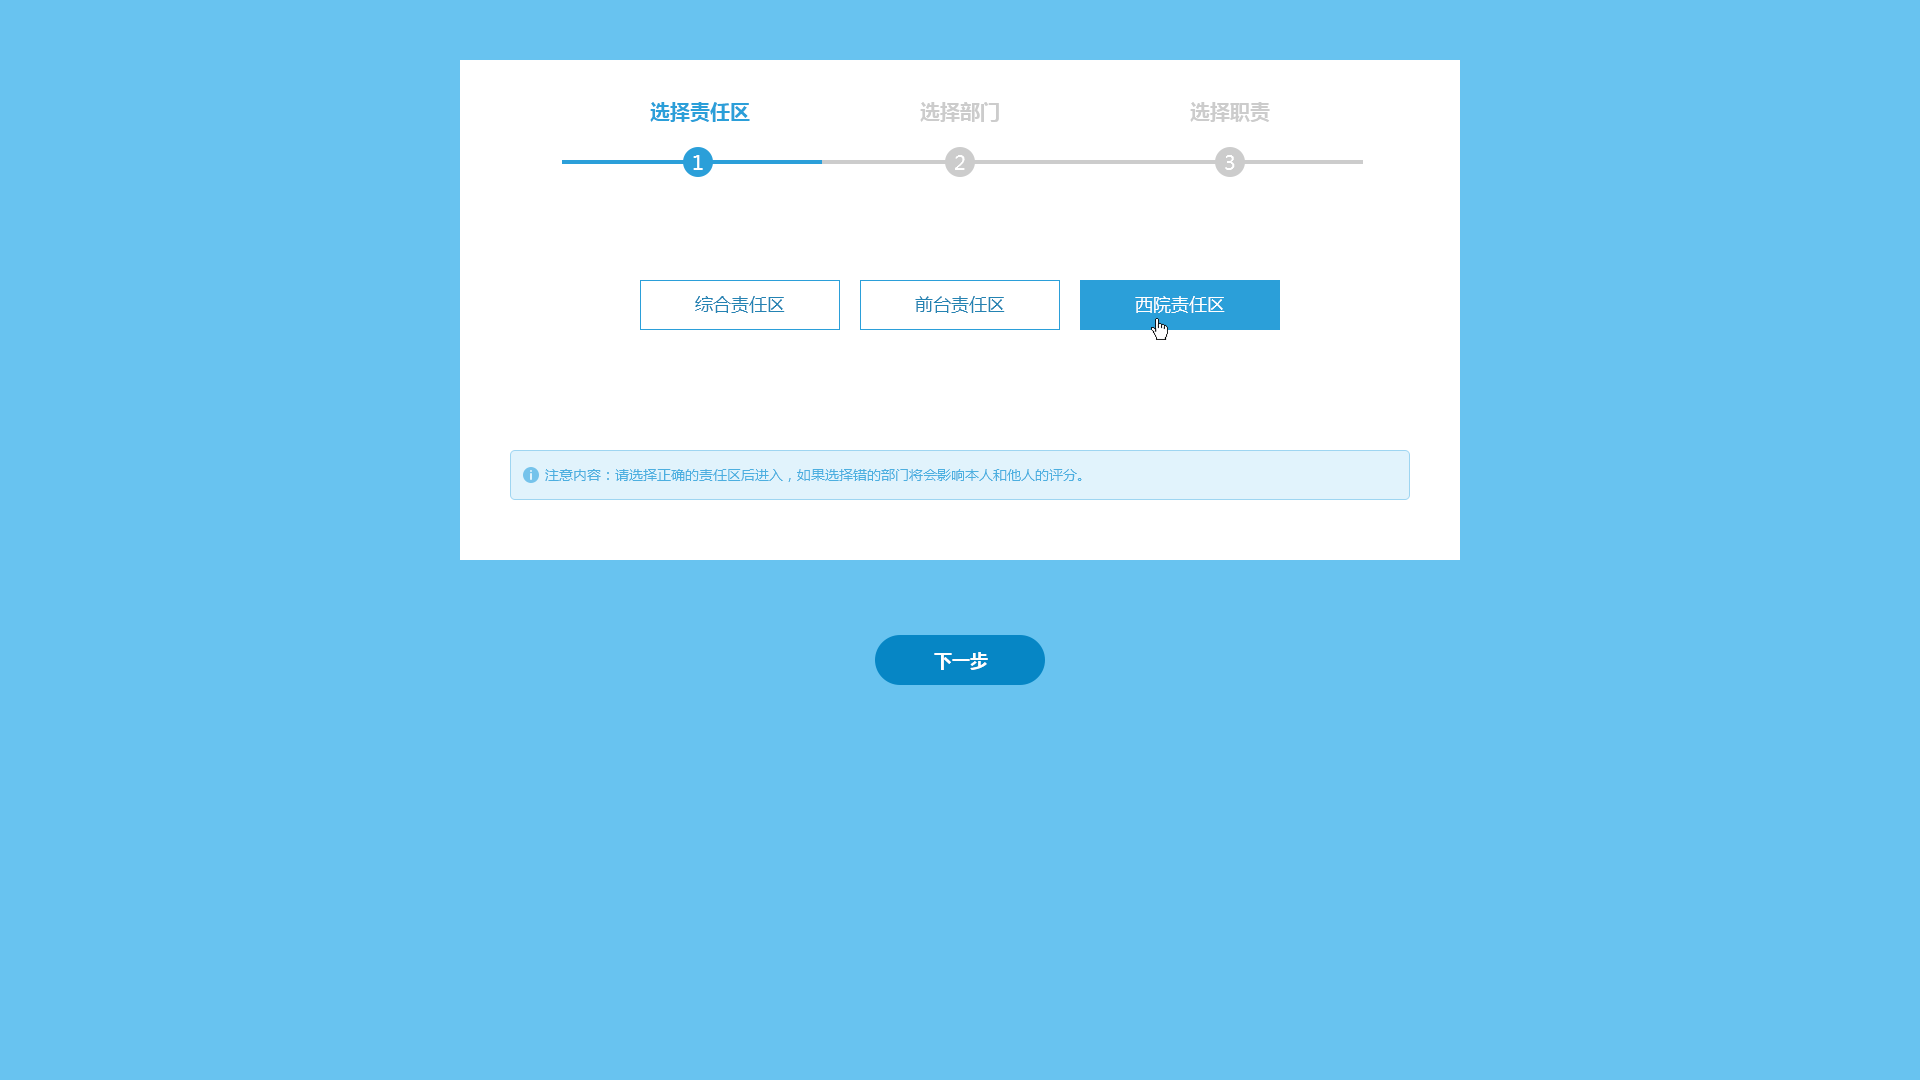 选择责任区 选择部门 选择职责
1 2 3
综合责任区 前台责任区 西院责任区
注意内容：请选择正确的责任区后进入，如果选择错的部门将会影响本人和他人的评分。
下一步